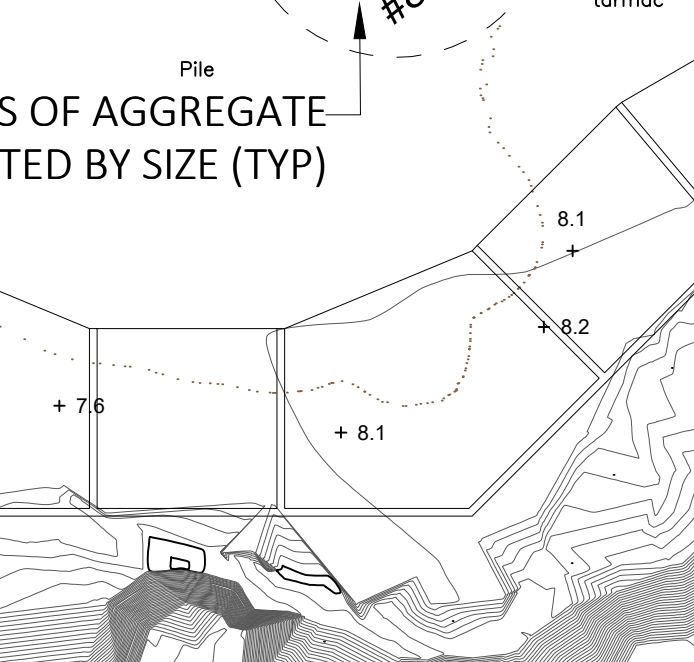 tarmac
Pile
S OF AGGREGATE
TED BY SIZE (TYP)
8.1
8.2
7.6
8.1